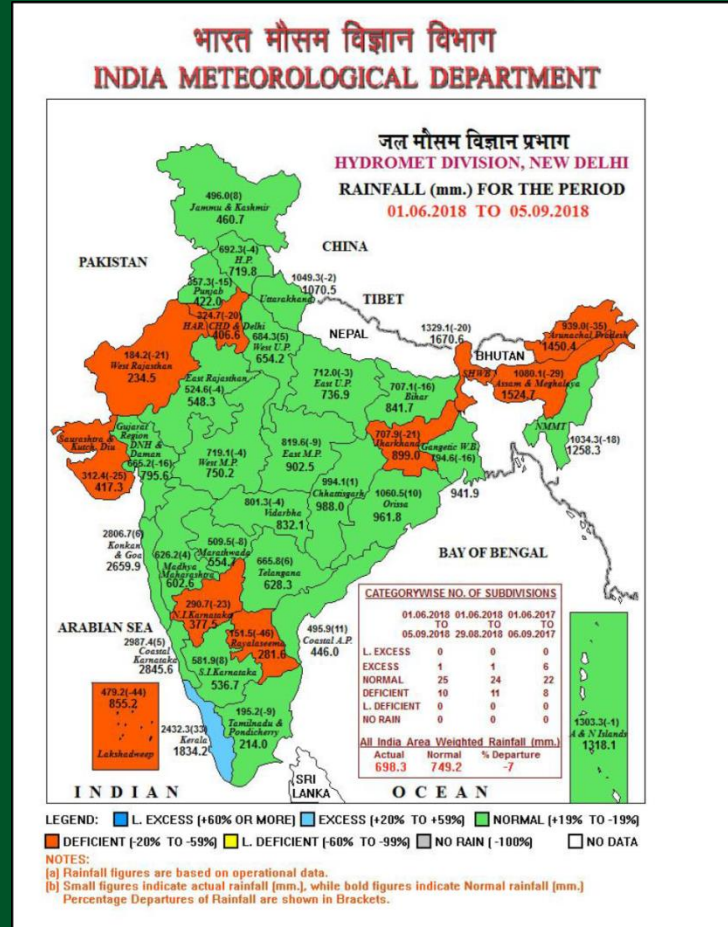 भारत मौसम विज्ञान विभाग
INDIA METEOROLOGICAL DEPARTMENT
जल मौसम विज्ञान प्रभाग
HYDROMET DIVISION, NEW DELHI
RAINFALL (mm.) FOR THE PERIOD
01.06.2018 TO 05.09.2018
496.0(8)
Jammu & Kashmir
460.7
CHINA
692.3(-4)
H.P.
719.8
PAKISTAN
357.3(-15)
Punjab
422.0
1049.3(-2)
1070.5
Uttarakhand
TIBET
324.7(-20)
HAR. CHD & Delhi
406.6
NEPAL
684.3(5)
West U.P.
654.2
1329.1(-20)
1670.6
BHUTAN
939.0(-35)
Arunachal Pradesh
1450.4
184.2(-21)
West Rajasthan
234.5
712.0(-3)
East U.P.
736.9
SHWB
1080.1(-29)
Assam & Meghalaya
1524.7
East Rajasthan
524.6(-4)
548.3
707.1(-16)
Bihar
841.7
NMMT
1034.3(-18)
1258.3
Saurashtra &
Kutch, Diu
312.4(-25)
417.3
Gujarat
Region
DNH &
Daman
665.2(-16)
795.6
719.1(-4)
West M.P.
750.2
819.6(-9)
East M.P.
902.5
707.9(-21)
Jharkhand
899.0
Gangetic W.B.
794.6(-16)
941.9
994.1(1)
Chhattisgarh
988.0
1060.5(10)
Orissa
961.8
801.3(-4)
Vidarbha
832.1
2806.7(6)
Konkan
& Goa
2659.9
626.2(4)
Madhya
Maharashtra
602.6
509.5(-8)
Marathwada
554.7
665.8(6)
Telangana
628.3
BAY OF BENGAL
ARABIAN SEA
290.7(-23)
N.I.Karnataka
377.5
151.5(-46)
Rayalaseema
281.6
495.9(11)
Coastal A.P.
446.0
2987.4(5)
Coastal
Karnataka
2845.6
581.9(8)
S.I.Karnataka
536.7
479.2(-44)
855.2
Lakshadweep
2432.3(33)
Kerala
1834.2
195.2(-9)
Tamilnadu &
Pondicherry
214.0
1303.3(-1)
A & N Islands
1318.1
CATEGORYWISE NO. OF SUBDIVISIONS
01.06.2018 01.06.2018 01.06.2017
TO TO TO
05.09.2018 29.08.2018 06.09.2017
L. EXCESS 0 0 0
EXCESS 1 1 6
NORMAL 25 24 22
DEFICIENT 10 11 8
L. DEFICIENT 0 0 0
NO RAIN 0 0 0
All India Area Weighted Rainfall (mm.)
Actual Normal % Departure
698.3 749.2 -7
SRI
LANKA
INDIAN OCEAN
LEGEND: L. EXCESS (+60% OR MORE) EXCESS (+20% TO +59%) NORMAL (+19% TO -19%)
DEFICIENT (-20% TO -59%) L. DEFICIENT (-60% TO -99%) NO RAIN (-100%) NO DATA
NOTES:
(a) Rainfall figures are based on operational data.
(b) Small figures indicate actual rainfall (mm.), while bold figures indicate Normal rainfall (mm.)
Percentage Departures of Rainfall are shown in Brackets.